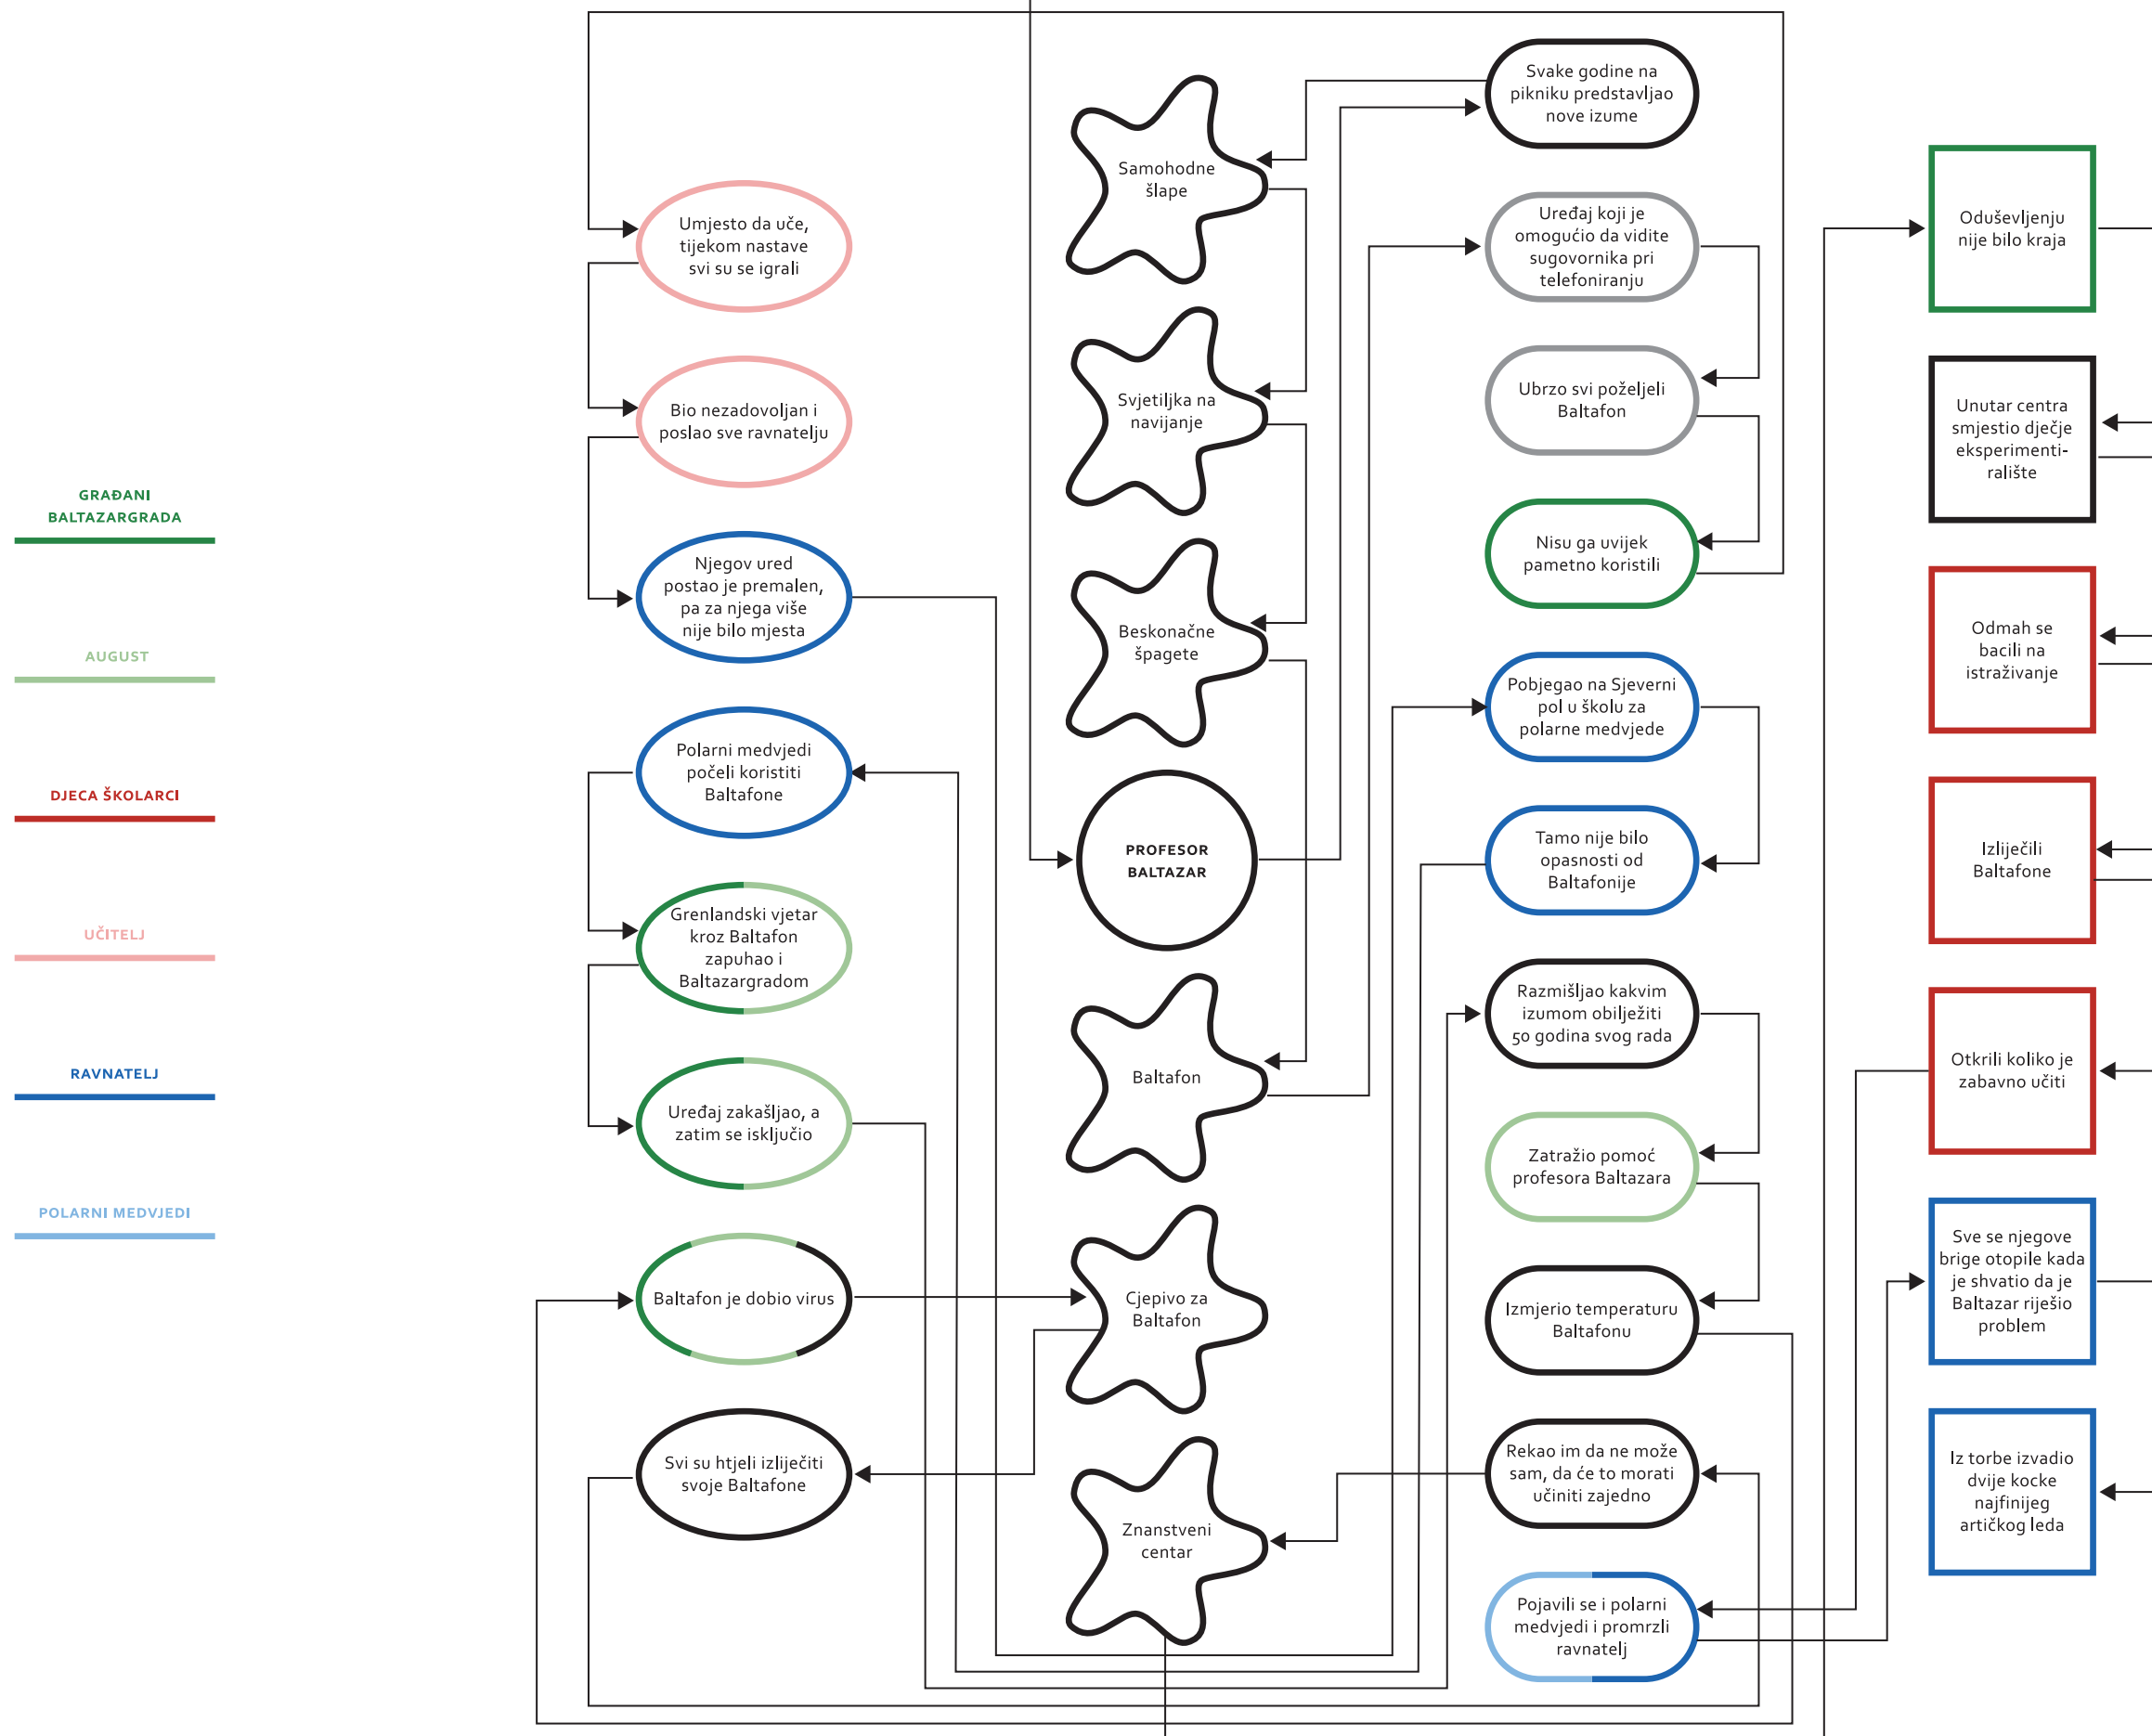 GRAĐANI
BALTAZARGRADA
AUGUST
DJECA ŠKOLARCI
UČITELJ
RAVNATELJ
POLARNI MEDVJEDI
Umjesto da uče,
tijekom nastave
svi su se igrali
Bio nezadovoljan i
poslao sve ravnatelju
Njegov ured
postao je premalen,
pa za njega više
nije bilo mjesta
Polarni medvjedi
počeli koristiti
Baltafone
Grenlandski vjetar
kroz Baltafon
zapuhao i
Baltazargradom
Uređaj zakašljao, a
zatim se isključio
Baltafon je dobio virus
Svi su htjeli izliječiti
svoje Baltafone
Samohodne
šlape
Svjetiljka na
navijanje
Beskonačne
špagete
PROFESOR
BALTAZAR
Baltafon
Cjepivo za
Baltafon
Znanstveni
centar
Svake godine na
pikniku predstavljao
nove izume
Uređaj koji je
omogućio da vidite
sugovornika pri
telefoniranju
Ubrzo svi poželjeli
Baltafon
Nisu ga uvijek
pametno koristili
Pobjegao na Sjeverni
pol u školu za
polarne medvjede
Tamo nije bilo
opasnosti od
Baltafonije
Razmišljao kakvim
izumom obilježiti
50 godina svog rada
Zatražio pomoć
profesora Baltazara
Izmjerio temperaturu
Baltafonu
Rekao im da ne može
sam, da će to morati
učiniti zajedno
Pojavili se i polarni
medvjedi i promrzli
ravnatelj
Oduševljenju
nije bilo kraja
Unutar centra
smjestio dječje
eksperimenti-
ralište
Odmah se
bacili na
istraživanje
Izliječili
Baltafone
Otkrili koliko je
zabavno učiti
Sve se njegove
brige otopile kada
je shvatio da je
Baltazar riješio
problem
Iz torbe izvadio
dvije kocke
najfinijeg
artičkog leda